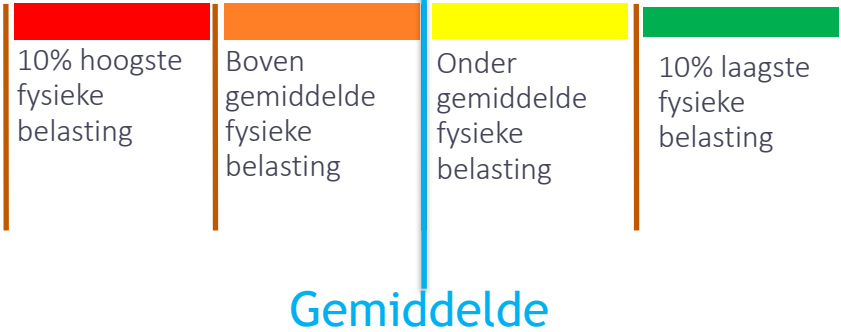 10% hoogste
fysieke
belasting
Boven
gemiddelde
fysieke
belasting
Onder
gemiddelde
fysieke
belasting
10% laagste
fysieke
belasting
Gemiddelde